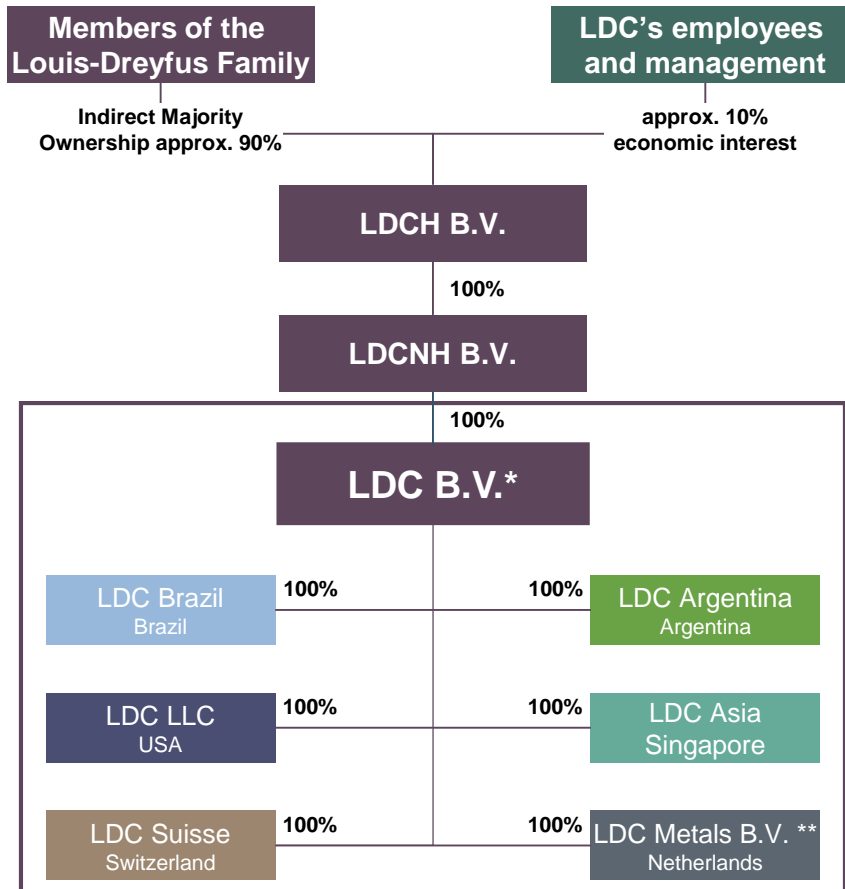 Members of the
Louis-Dreyfus Family
LDC's employees
and management
Indirect Majority
Ownership approx. 90%
approx. 10%
economic interest
LDCH B.V.
100%
LDCNH B.V.
100%
LDC B.V.*
LDC Brazil
Brazil
100%
100%
LDC Argentina
Argentina
LDC LLC
USA
100%
100%
LDC Asia
Singapore
LDC Suisse
Switzerland
100%
100%
LDC Metals B.V. **
Netherlands